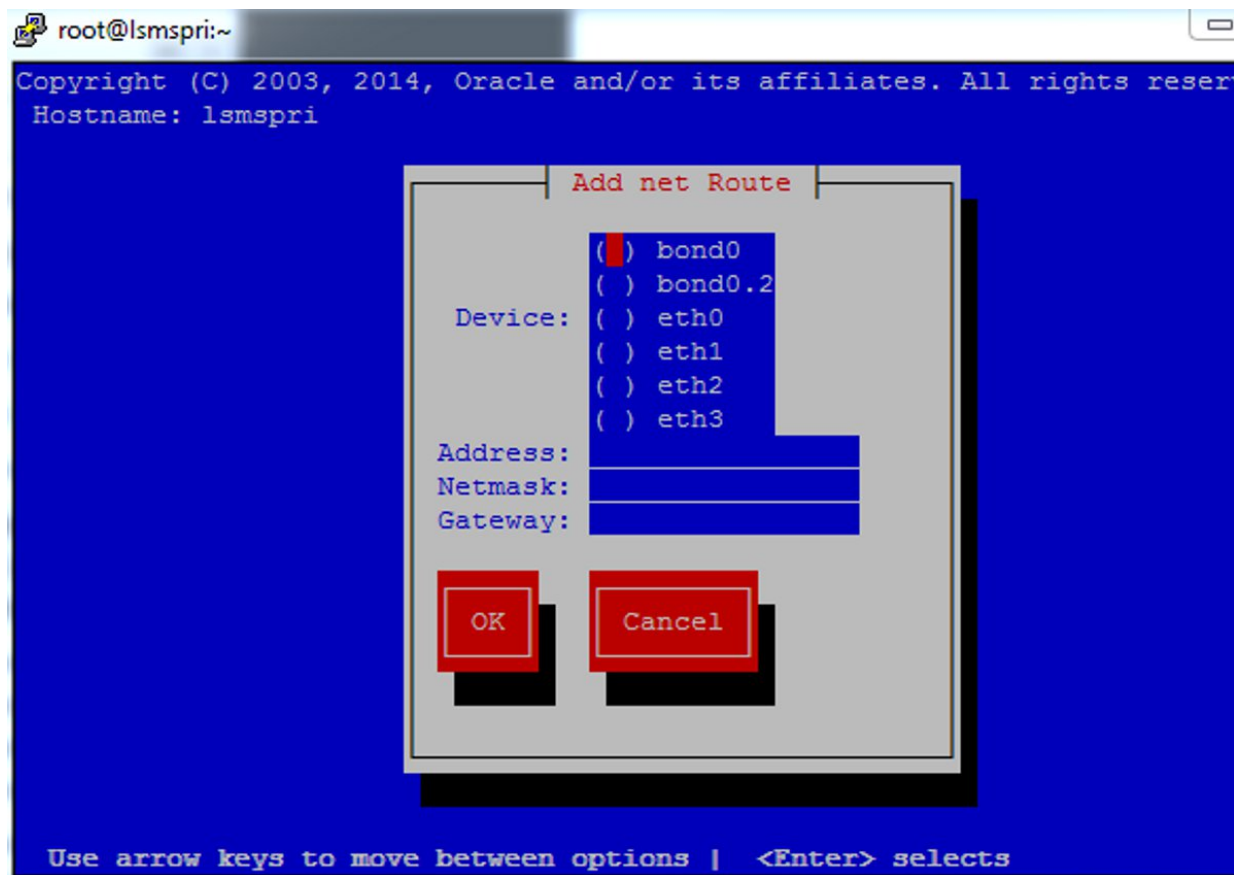 root@lsmspri:~
Copyright (C) 2003, 2014, Oracle and/or its affiliates. All rights reser
Hostname: lsmspri
Add net Route
( ) bond0
( ) bond0.2
Device: ( ) eth0
( ) eth1
( ) eth2
( ) eth3
Address:
Netmask:
Gateway:
OK Cancel
Use arrow keys to move between options | <Enter> selects